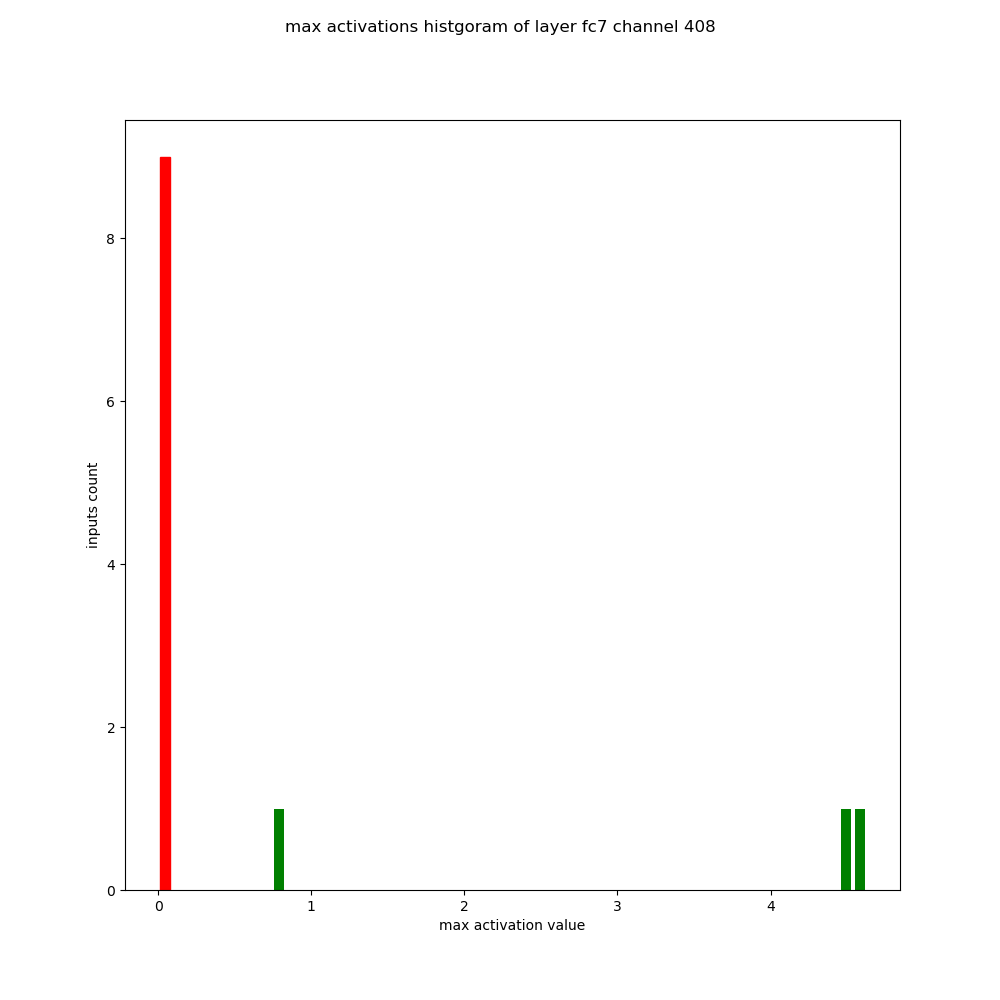 max activations histgoram of layer fc7 channel 408
8
6
4
2
0
inputs count
0 1 2 3 4
max activation value